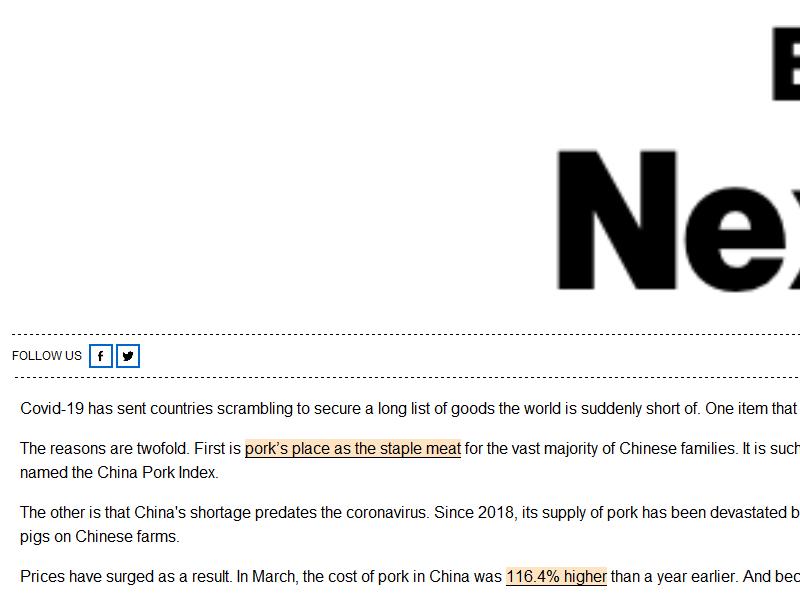 Ne
FOLLOW US
Covid-19 has sent countries scrambling to secure a long list of goods the world is suddenly short of. One item that
The reasons are twofold. First is pork’s place as the staple meat for the vast majority of Chinese families. It is such
named the China Pork Index.
The other is that China's shortage predates the coronavirus. Since 2018, its supply of pork has been devastated b
pigs on Chinese farms.
Prices have surged as a result. In March, the cost of pork in China was 116.4% higher than a year earlier. And bec